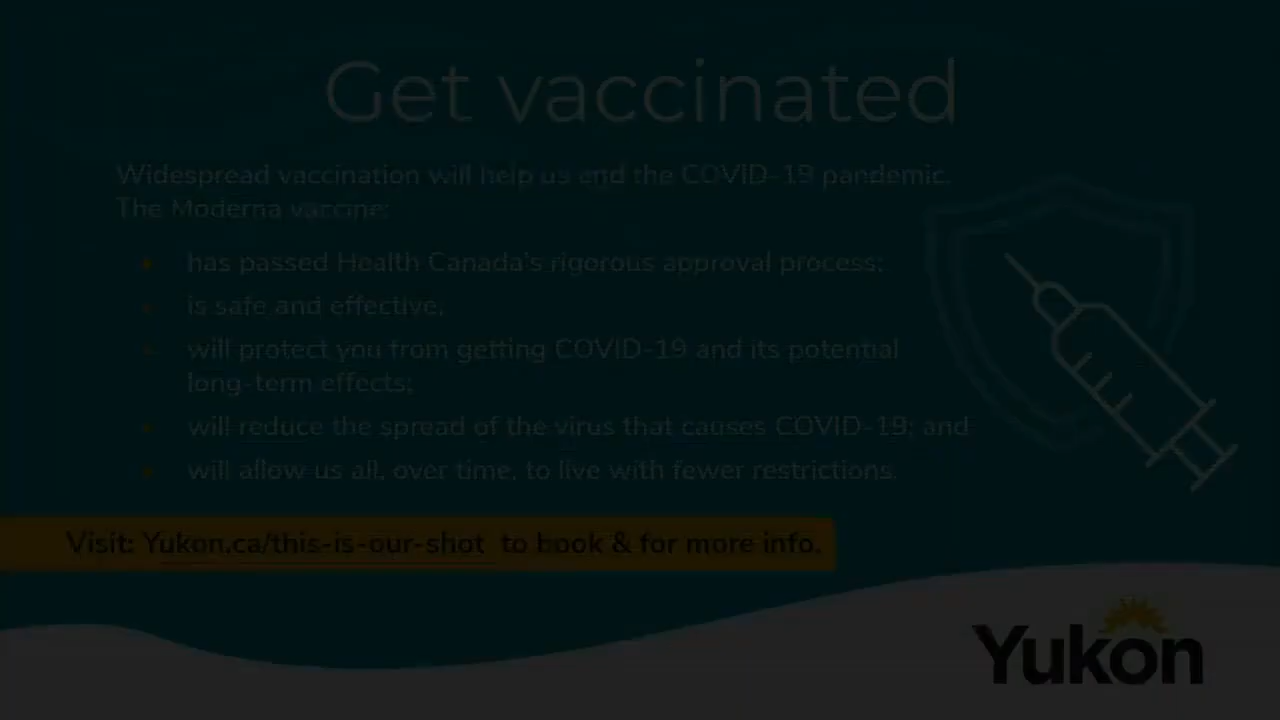 Get vaccinated
Widespread vaccination will help us end the COVID-19 pandemic.
The Moderna vaccine:
has passed Health Canada's rigorous approval process;
is safe and effective;
will protect you from getting COVID-19 and its potential
long-term effects;
will reduce the spread of the virus that causes COVID-19; and
will allow us all, over time, to live with fewer restrictions.
Visit: Yukon.ca/this-is-our-shot to book & for more info.
Yukon